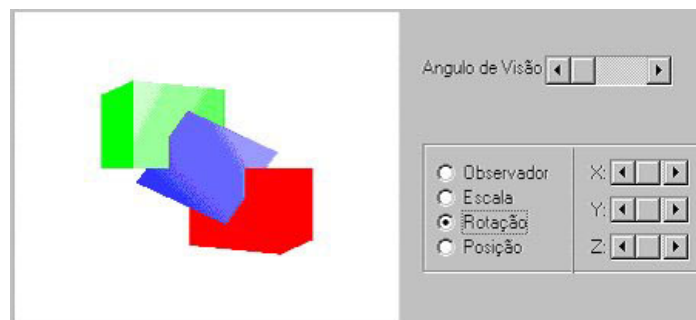 Angulo de Visão
Observador
Escala
Rotação
Posição
X:
Y:
Z: